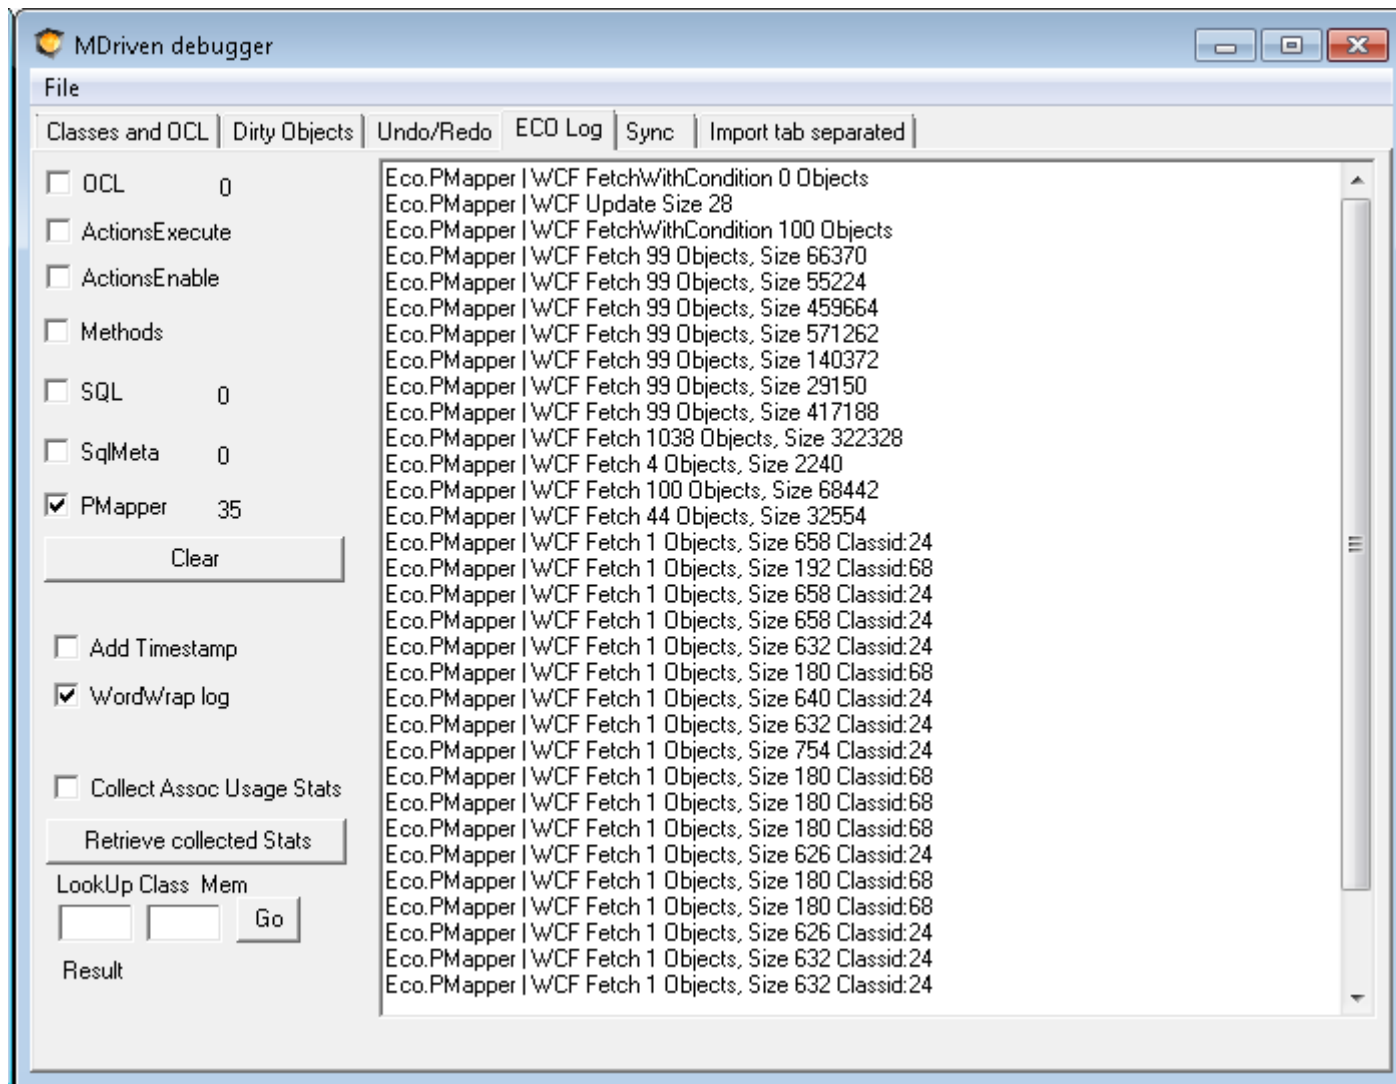 MDriven debugger
File
Classes and OCL
Dirty Objects
Undo/Redo
ECO Log
Sync
Import tab separated
OCL 0
ActionsExecute
ActionsEnable
Methods
SQL 0
SqlMeta 0
PMapper 35
Clear
Add Timestamp
WordWrap log
Collect Assoc Usage Stats
Retrieve collected Stats
LookUp Class Mem
Go
Result
Eco.PMapper | WCF FetchWithCondition 0 Objects
Eco.PMapper | WCF Update Size 28
Eco.PMapper | WCF FetchWithCondition 100 Objects
Eco.PMapper | WCF Fetch 99 Objects, Size 66370
Eco.PMapper | WCF Fetch 99 Objects, Size 55224
Eco.PMapper | WCF Fetch 99 Objects, Size 459664
Eco.PMapper | WCF Fetch 99 Objects, Size 571262
Eco.PMapper | WCF Fetch 99 Objects, Size 140372
Eco.PMapper | WCF Fetch 99 Objects, Size 29150
Eco.PMapper | WCF Fetch 99 Objects, Size 417188
Eco.PMapper | WCF Fetch 1038 Objects, Size 322328
Eco.PMapper | WCF Fetch 4 Objects, Size 2240
Eco.PMapper | WCF Fetch 100 Objects, Size 68442
Eco.PMapper | WCF Fetch 44 Objects, Size 32554
Eco.PMapper | WCF Fetch 1 Objects, Size 658 Classid:24
Eco.PMapper | WCF Fetch 1 Objects, Size 192 Classid:68
Eco.PMapper | WCF Fetch 1 Objects, Size 658 Classid:24
Eco.PMapper | WCF Fetch 1 Objects, Size 658 Classid:24
Eco.PMapper | WCF Fetch 1 Objects, Size 632 Classid:24
Eco.PMapper | WCF Fetch 1 Objects, Size 180 Classid:68
Eco.PMapper | WCF Fetch 1 Objects, Size 640 Classid:24
Eco.PMapper | WCF Fetch 1 Objects, Size 632 Classid:24
Eco.PMapper | WCF Fetch 1 Objects, Size 754 Classid:24
Eco.PMapper | WCF Fetch 1 Objects, Size 180 Classid:68
Eco.PMapper | WCF Fetch 1 Objects, Size 180 Classid:68
Eco.PMapper | WCF Fetch 1 Objects, Size 180 Classid:68
Eco.PMapper | WCF Fetch 1 Objects, Size 626 Classid:24
Eco.PMapper | WCF Fetch 1 Objects, Size 180 Classid:68
Eco.PMapper | WCF Fetch 1 Objects, Size 180 Classid:68
Eco.PMapper | WCF Fetch 1 Objects, Size 626 Classid:24
Eco.PMapper | WCF Fetch 1 Objects, Size 632 Classid:24
Eco.PMapper | WCF Fetch 1 Objects, Size 632 Classid:24